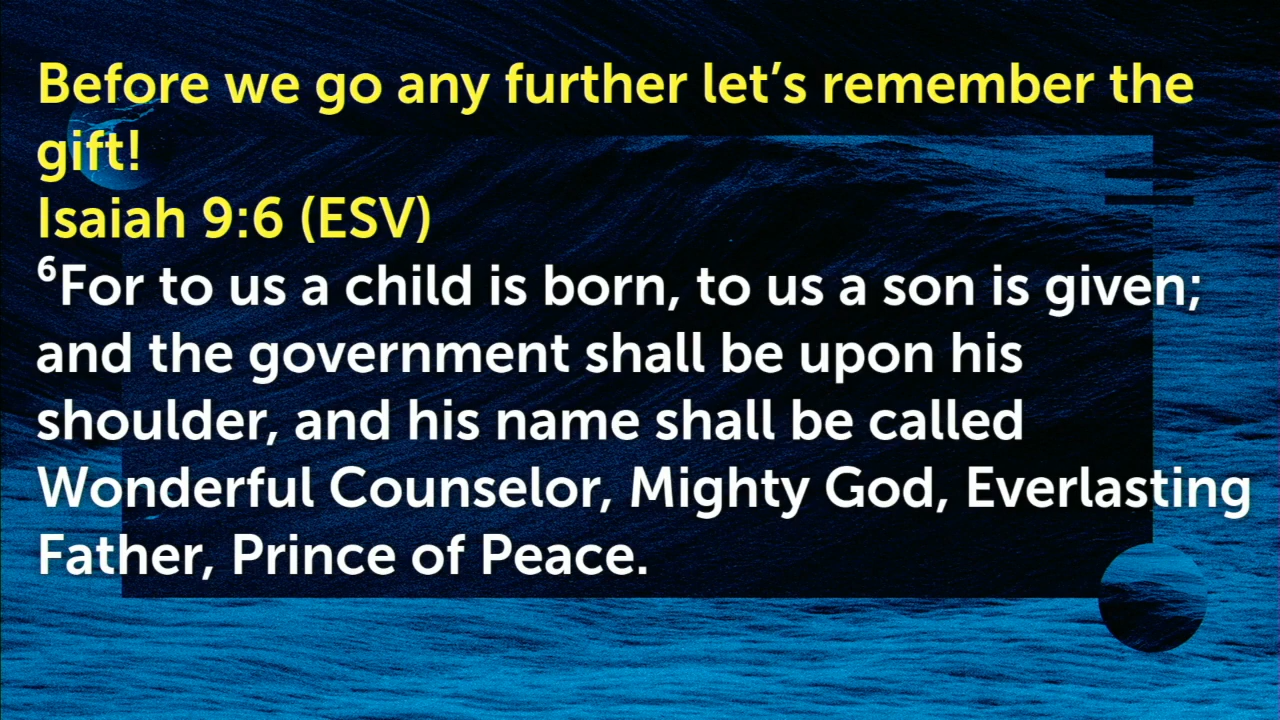 Before we go any further let’s remember the
gift!
Isaiah 9:6 (ESV)
⁶For to us a child is born, to us a son is given;
and the government shall be upon his
shoulder, and his name shall be called
Wonderful Counselor, Mighty God, Everlasting
Father, Prince of Peace.